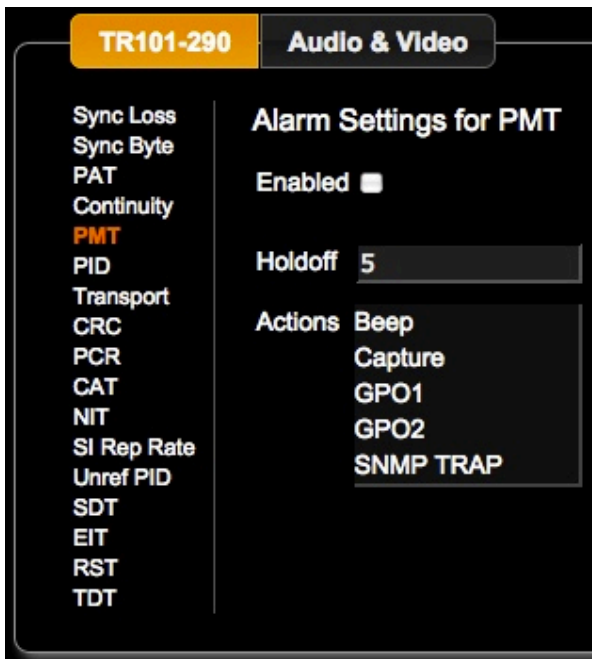 TR101-290
Audio & Video
Sync Loss
Sync Byte
PAT
Continuity
PMT
PID
Transport
CRC
PCR
CAT
NIT
SI Rep Rate
Unref PID
SDT
EIT
RST
TDT
Alarm Settings for PMT
Enabled
Holdoff 5
Actions Beep
Capture
GPO1
GPO2
SNMP TRAP